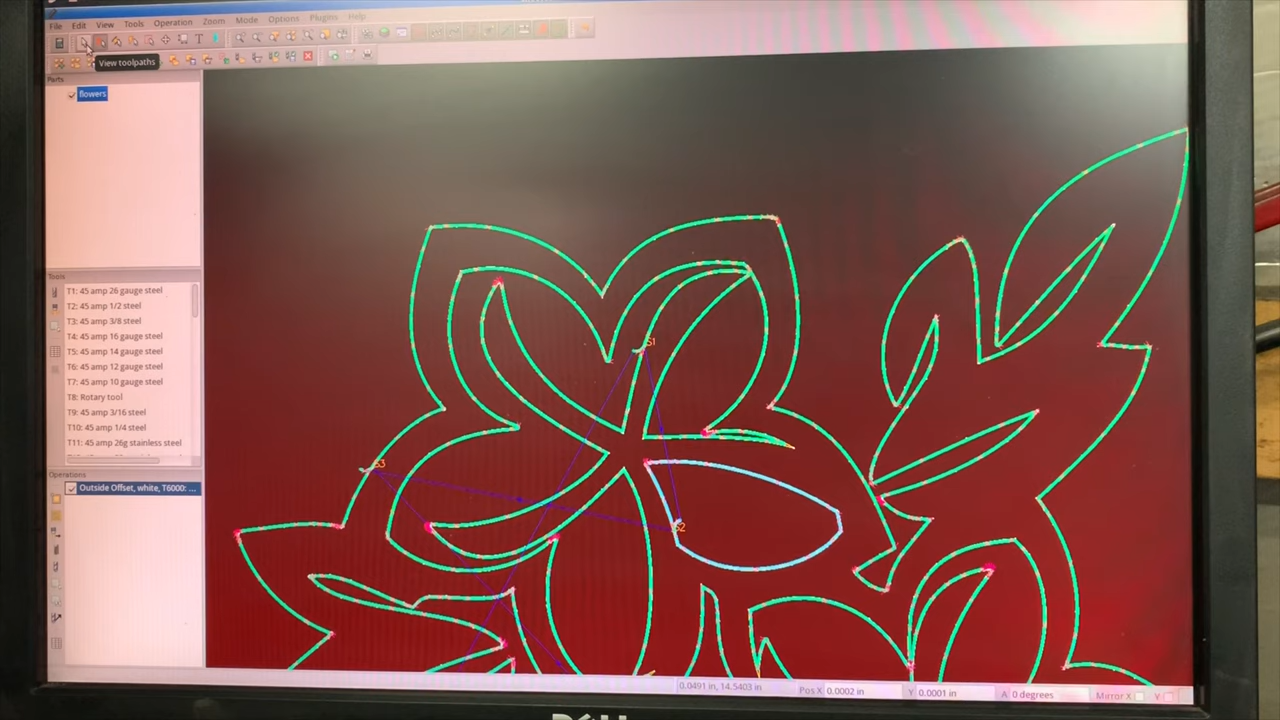 File Edit View Tools Operation Zoom Mode Options Plugins Help
View toolpaths
Parts
flowers
S1
S3
S2
Tools
T1: 45 amp 26 gauge steel
T2: 45 amp 1/2 steel
T3: 45 amp 3/8 steel
T4: 45 amp 16 gauge steel
T5: 45 amp 14 gauge steel
T6: 45 amp 12 gauge steel
T7: 45 amp 10 gauge steel
T8: Rotary tool
T9: 45 amp 3/16 steel
T10: 45 amp 1/4 steel
T11: 45 amp 26g stainless steel
Operations
Outside Offset, white, T6000: ...
0.0491 in, 14.5403 in Pos X 0.0002 in Y 0.0001 in A 0 degrees Mirror X Y
DELL